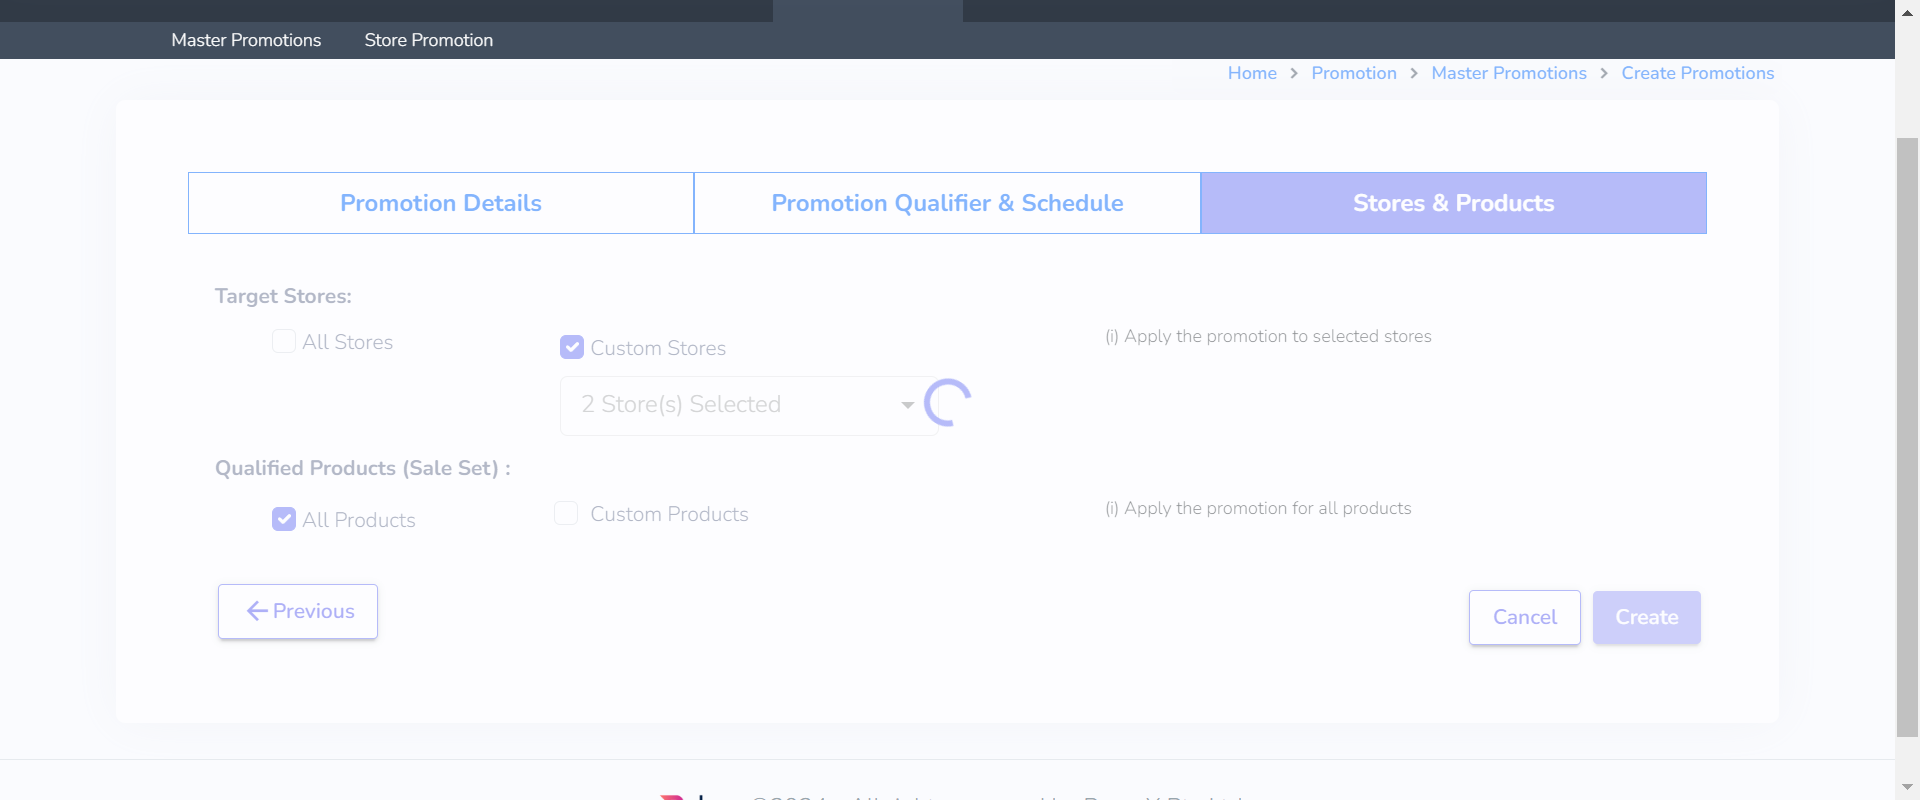 Master Promotions Store Promotion
Home > Promotion > Master Promotions > Create Promotions
Promotion Details Promotion Qualifier & Schedule Stores & Products
Target Stores:
All Stores Custom Stores (i) Apply the promotion to selected stores
2 Store(s) Selected
Qualified Products (Sale Set) :
All Products Custom Products (i) Apply the promotion for all products
Previous Cancel Create